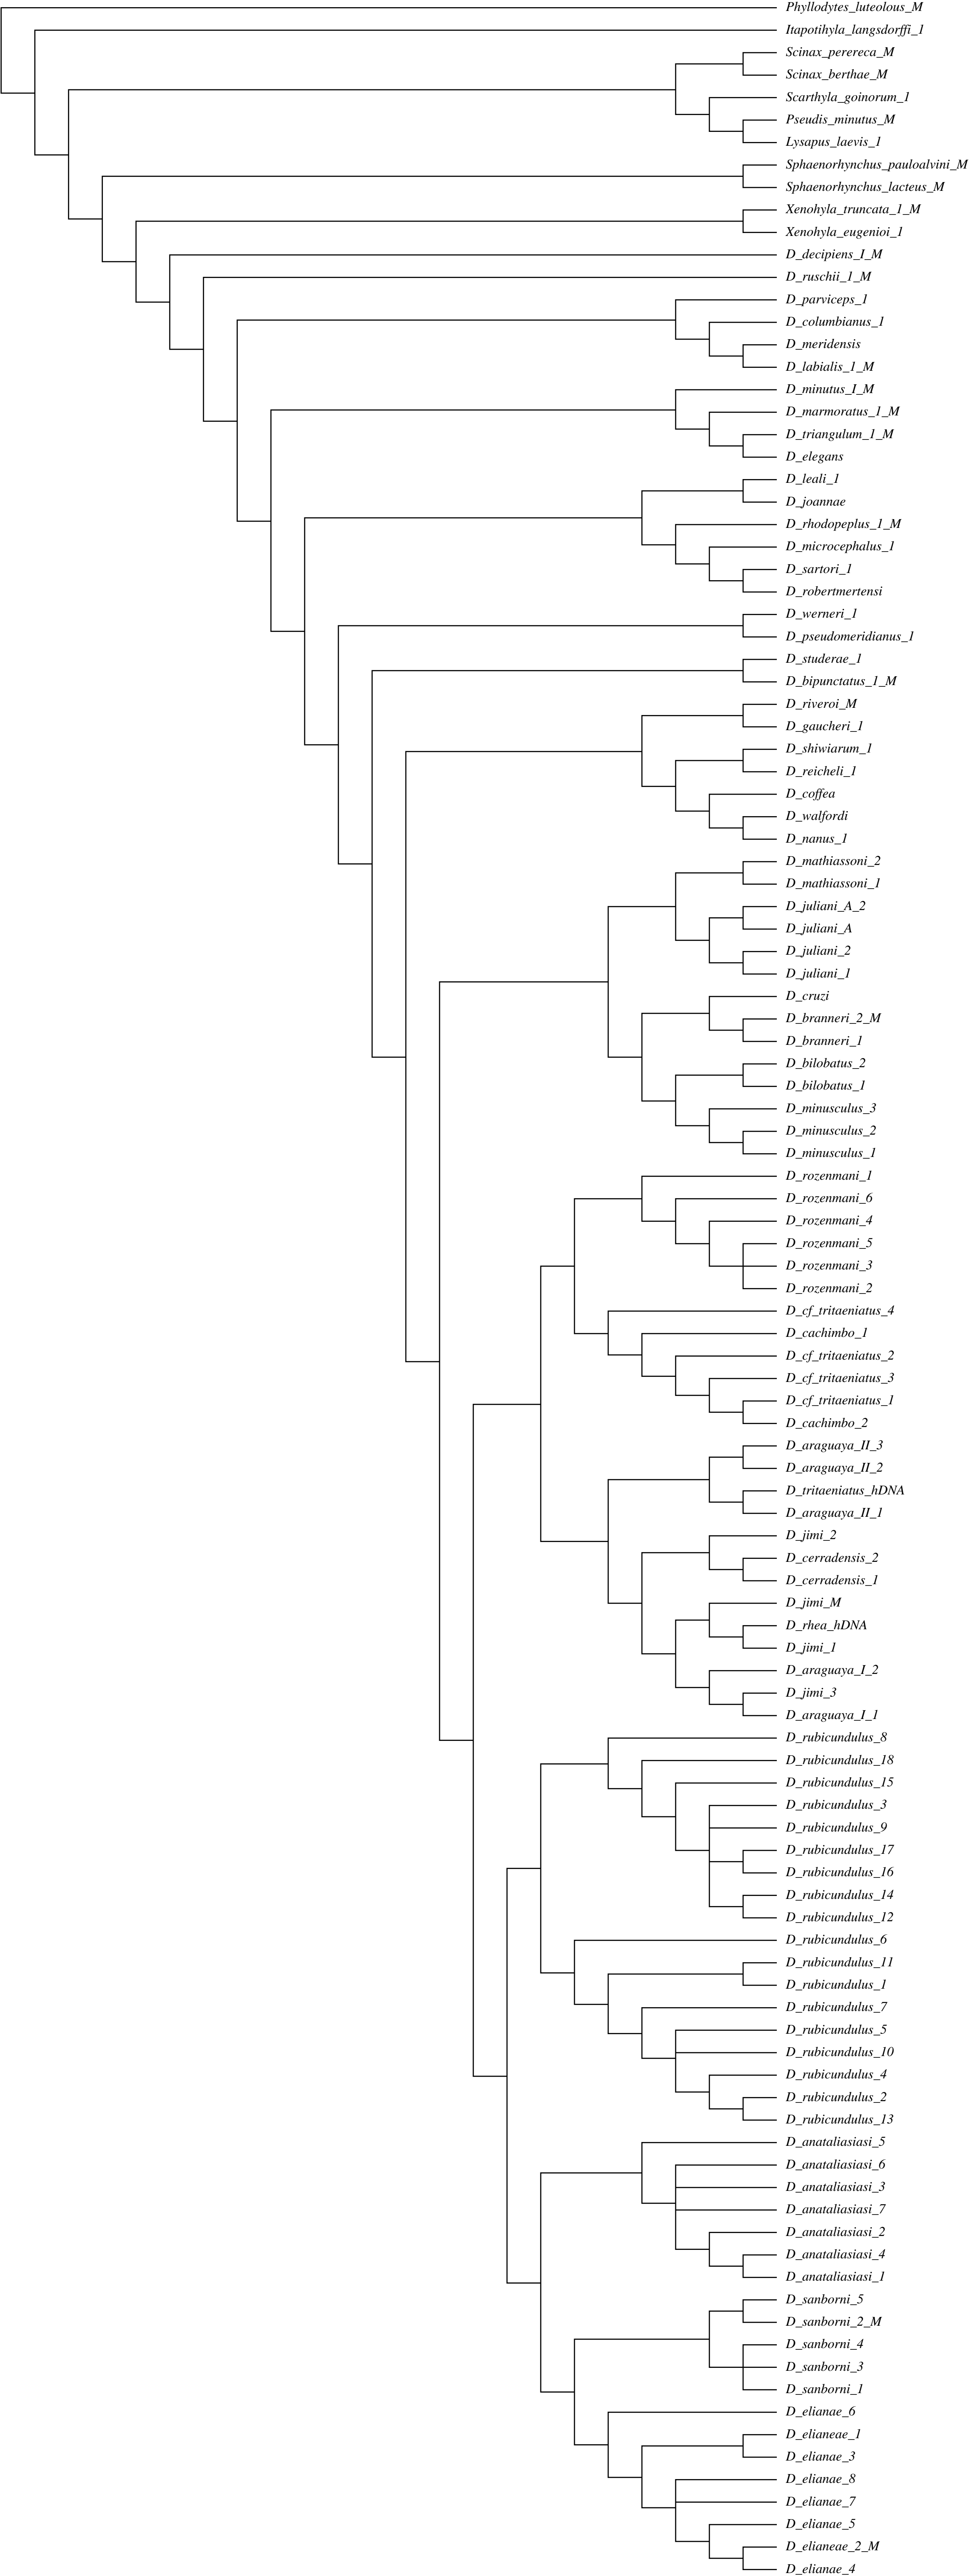 Phyllodytes_luteolous_M
Itapotihyla_langsdorffi_1
Scinax_perereca_M
Scinax_berthae_M
Scarthyla_goinorum_1
Pseudis_minutus_M
Lysapus_laevis_1
Sphaenorhynchus_pauloalvini_M
Sphaenorhynchus_lacteus_M
Xenohyla_truncata_1_M
Xenohyla_eugenioi_1
D_decipiens_I_M
D_ruschii_1_M
D_parviceps_1
D_columbianus_1
D_meridensis
D_labialis_1_M
D_minutus_I_M
D_marmoratus_1_M
D_triangulum_1_M
D_elegans
D_leali_1
D_joannae
D_rhodopeplus_1_M
D_microcephalus_1
D_sartori_1
D_robertmertensi
D_werneri_1
D_pseudomeridianus_1
D_studerae_1
D_bipunctatus_1_M
D_riveroi_M
D_gaucheri_1
D_shiwiarum_1
D_reicheli_1
D_coffea
D_walfordi
D_nanus_1
D_mathiassoni_2
D_mathiassoni_1
D_juliani_A_2
D_juliani_A
D_juliani_2
D_juliani_1
D_cruzi
D_branneri_2_M
D_branneri_1
D_bilobatus_2
D_bilobatus_1
D_minusculus_3
D_minusculus_2
D_minusculus_1
D_rozenmani_1
D_rozenmani_6
D_rozenmani_4
D_rozenmani_5
D_rozenmani_3
D_rozenmani_2
D_cf_tritaeniatus_4
D_cachimbo_1
D_cf_tritaeniatus_2
D_cf_tritaeniatus_3
D_cf_tritaeniatus_1
D_cachimbo_2
D_araguaya_II_3
D_araguaya_II_2
D_tritaeniatus_hDNA
D_araguaya_II_1
D_jimi_2
D_cerradensis_2
D_cerradensis_1
D_jimi_M
D_rhea_hDNA
D_jimi_1
D_araguaya_I_2
D_jimi_3
D_araguaya_I_1
D_rubicundulus_8
D_rubicundulus_18
D_rubicundulus_15
D_rubicundulus_3
D_rubicundulus_9
D_rubicundulus_17
D_rubicundulus_16
D_rubicundulus_14
D_rubicundulus_12
D_rubicundulus_6
D_rubicundulus_11
D_rubicundulus_1
D_rubicundulus_7
D_rubicundulus_5
D_rubicundulus_10
D_rubicundulus_4
D_rubicundulus_2
D_rubicundulus_13
D_anataliasiasi_5
D_anataliasiasi_6
D_anataliasiasi_3
D_anataliasiasi_7
D_anataliasiasi_2
D_anataliasiasi_4
D_anataliasiasi_1
D_sanborni_5
D_sanborni_2_M
D_sanborni_4
D_sanborni_3
D_sanborni_1
D_elianae_6
D_elianeae_1
D_elianae_3
D_elianae_8
D_elianae_7
D_elianae_5
D_elianeae_2_M
D_elianae_4